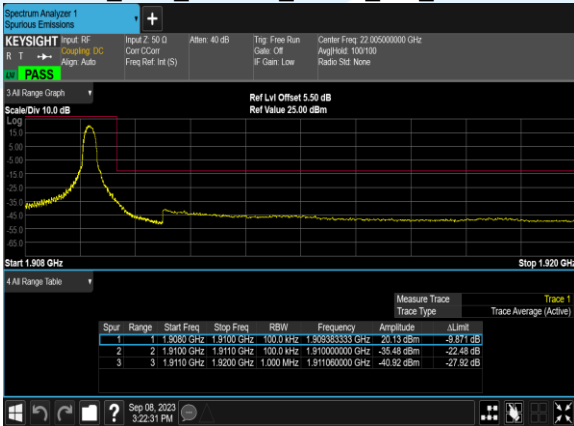 Spectrum Analyzer 1
Spurious Emissions
KEYSIGHT Input: RF Input Z: 50 Ω Atten: 40 dB Trig: Free Run Center Freq: 22.005000000 GHz
R T Coupling: DC Corr CCorr Gate: Off Avg|Hold: 100/100
Align: Auto Freq Ref: Int (S) IF Gain: Low Radio Std: None
LXI PASS
3 All Range Graph
Ref Lvl Offset 5.50 dB
Scale/Div 10.0 dB Ref Value 25.00 dBm
Log
15.0
5.00
-5.00
-15.0
-25.0
-35.0
-45.0
-55.0
-65.0
Start 1.908 GHz Stop 1.920 GHz
4 All Range Table
Measure Trace Trace 1
Trace Type Trace Average (Active)
Spur Range Start Freq Stop Freq RBW Frequency Amplitude ΔLimit
1 1 1.9080 GHz 1.9100 GHz 100.0 kHz 1.909383333 GHz 20.13 dBm -9.871 dB
2 2 1.9100 GHz 1.9110 GHz 100.0 kHz 1.910000000 GHz -35.48 dBm -22.48 dB
3 3 1.9110 GHz 1.9200 GHz 1.000 MHz 1.911060000 GHz -40.92 dBm -27.92 dB
? Sep 08, 2023
3:22:31 PM